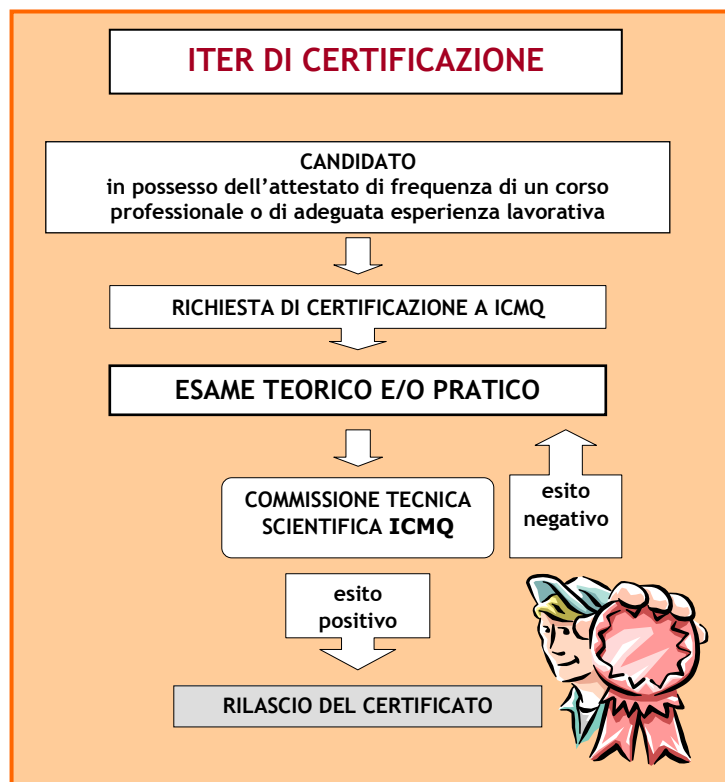 ITER DI CERTIFICAZIONE
CANDIDATO
in possesso dell’attestato di frequenza di un corso
professionale o di adeguata esperienza lavorativa
RICHIESTA DI CERTIFICAZIONE A ICMQ
ESAME TEORICO E/O PRATICO
COMMISSIONE TECNICA
SCIENTIFICA ICMQ
esito
negativo
esito
positivo
RILASCIO DEL CERTIFICATO